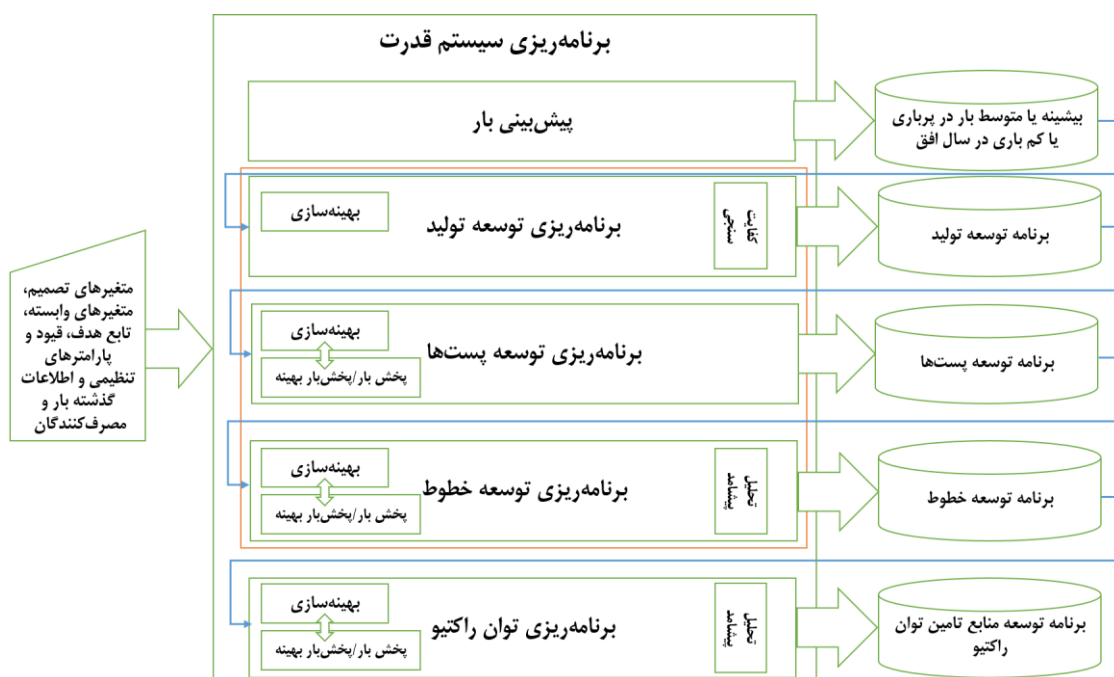 برنامه‌ریزی سیستم قدرت
پیش‌بینی بار
بیشینه یا متوسط بار در پرباری
یا کم باری در سال افق
بهینه‌سازی
برنامه‌ریزی توسعه تولید
کفایت
سنجی
برنامه توسعه تولید
متغیرهای تصمیم،
متغیرهای وابسته،
تابع هدف، قیود و
پارامترهای
تنظیمی و اطلاعات
گذشته بار و
مصرف‌کنندگان
بهینه‌سازی
پخش بار/پخش‌بار بهینه
برنامه‌ریزی توسعه پست‌ها
برنامه توسعه پست‌ها
بهینه‌سازی
پخش بار/پخش‌بار بهینه
برنامه‌ریزی توسعه خطوط
تحلیل
پیشامد
برنامه توسعه خطوط
بهینه‌سازی
پخش بار/پخش‌بار بهینه
برنامه‌ریزی توان راکتیو
تحلیل
پیشامد
برنامه توسعه منابع تامین توان
راکتیو